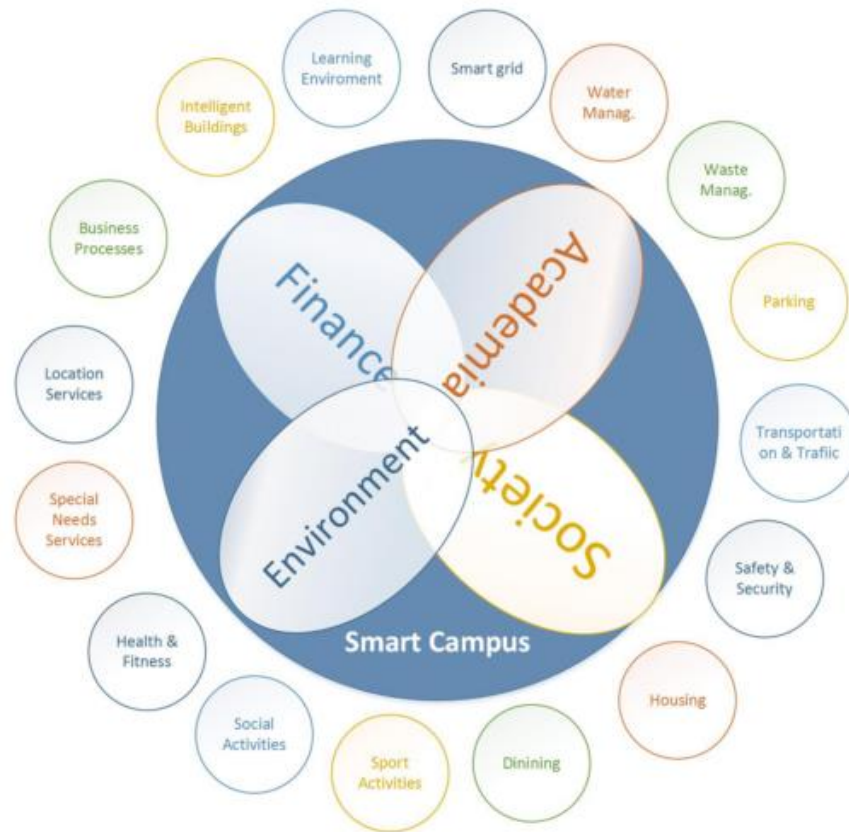 Learning
Enviroment
Smart grid
Water
Manag.
Waste
Manag.
Parking
Transportati
on & Trafiic
Safety &
Security
Housing
Dinining
Sport
Activities
Social
Activities
Health &
Fitness
Special
Needs
Services
Location
Services
Business
Processes
Intelligent
Buildings
Finance
Academia
Environment
Society
Smart Campus